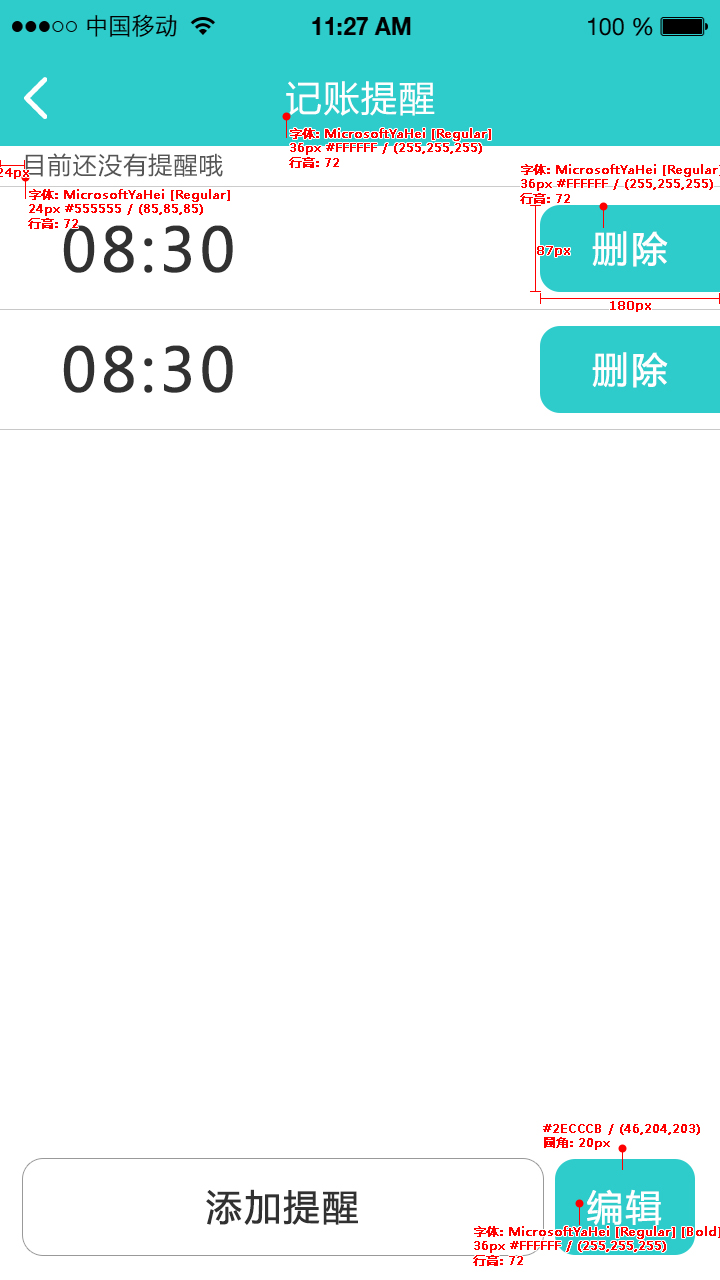 中国移动 11:27 AM 100 %
记账提醒
字体: MicrosoftYaHei [Regular]
36px #FFFFFF / (255,255,255)
行高: 72
目前还没有提醒哦
24px
字体: MicrosoftYaHei [Regular]
24px #555555 / (85,85,85)
行高: 72
字体: MicrosoftYaHei [Regular]
36px #FFFFFF / (255,255,255)
行高: 72
08:30
87px
删除
180px
08:30
删除
#2ECCCB / (46,204,203)
圆角: 20px
添加提醒
编辑
字体: MicrosoftYaHei [Regular] [Bold]
36px #FFFFFF / (255,255,255)
行高: 72